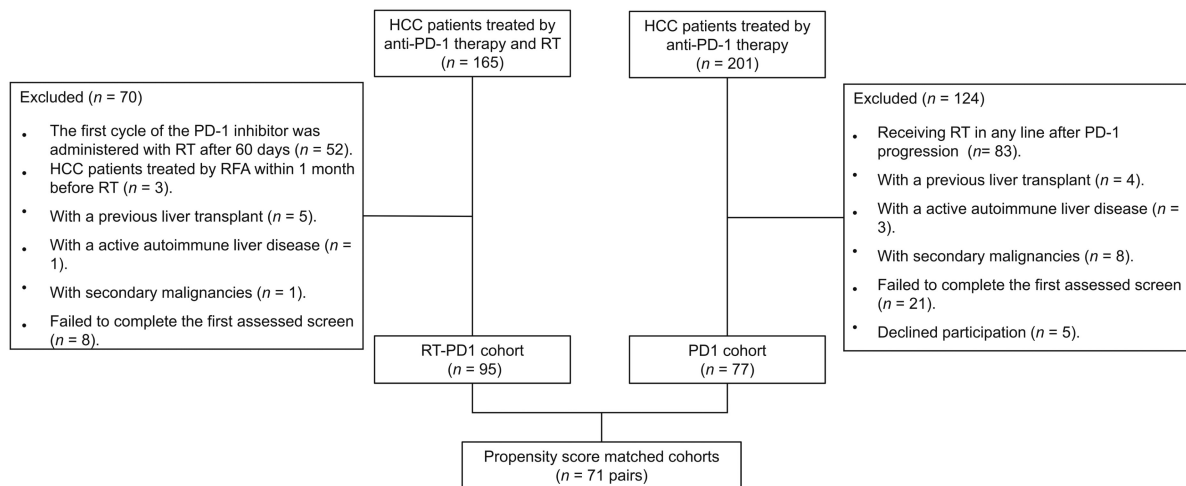 HCC patients treated by
anti-PD-1 therapy and RT
(n = 165)
HCC patients treated by
anti-PD-1 therapy
(n = 201)
Excluded (n = 70)
• The first cycle of the PD-1 inhibitor was
administered with RT after 60 days (n = 52).
• HCC patients treated by RFA within 1 month
before RT (n = 3).
• With a previous liver transplant (n = 5).
• With a active autoimmune liver disease (n =
1).
• With secondary malignancies (n = 1).
• Failed to complete the first assessed screen
(n = 8).
Excluded (n = 124)
• Receiving RT in any line after PD-1
progression (n= 83).
• With a previous liver transplant (n = 4).
• With a active autoimmune liver disease (n =
3).
• With secondary malignancies (n = 8).
• Failed to complete the first assessed screen
(n = 21).
• Declined participation (n = 5).
RT-PD1 cohort
(n = 95)
PD1 cohort
(n = 77)
Propensity score matched cohorts
(n = 71 pairs)